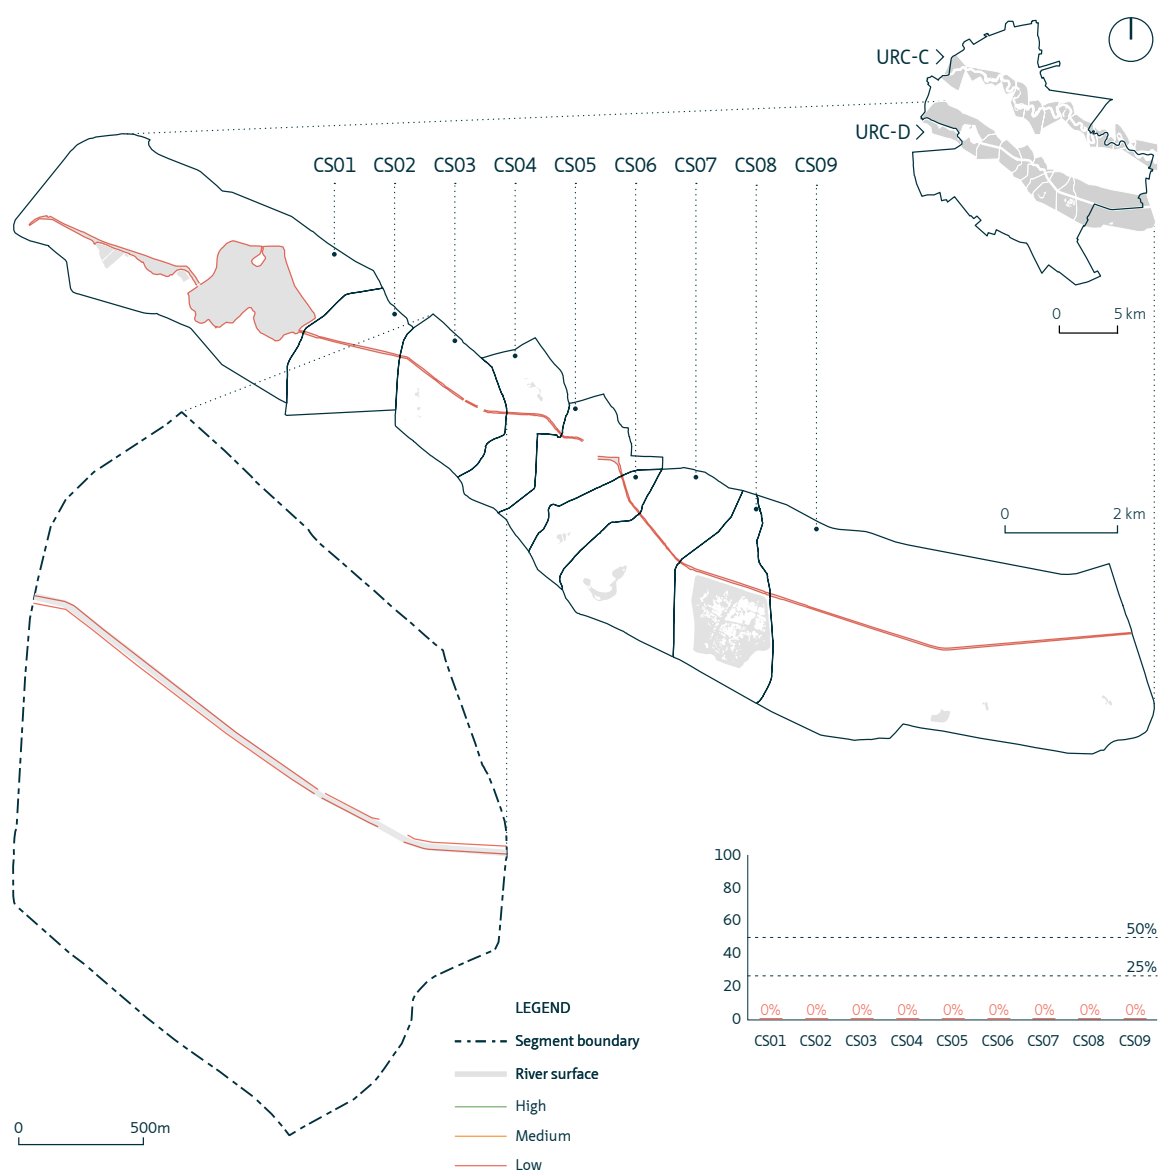 URC-C
URC-D
0 5 km
CS01 CS02 CS03 CS04 CS05 CS06 CS07 CS08 CS09
0 2 km
100
80
60
40
20
0
50%
25%
0% 0% 0% 0% 0% 0% 0% 0% 0%
CS01 CS02 CS03 CS04 CS05 CS06 CS07 CS08 CS09
LEGEND
Segment boundary
River surface
High
Medium
Low
0 500m